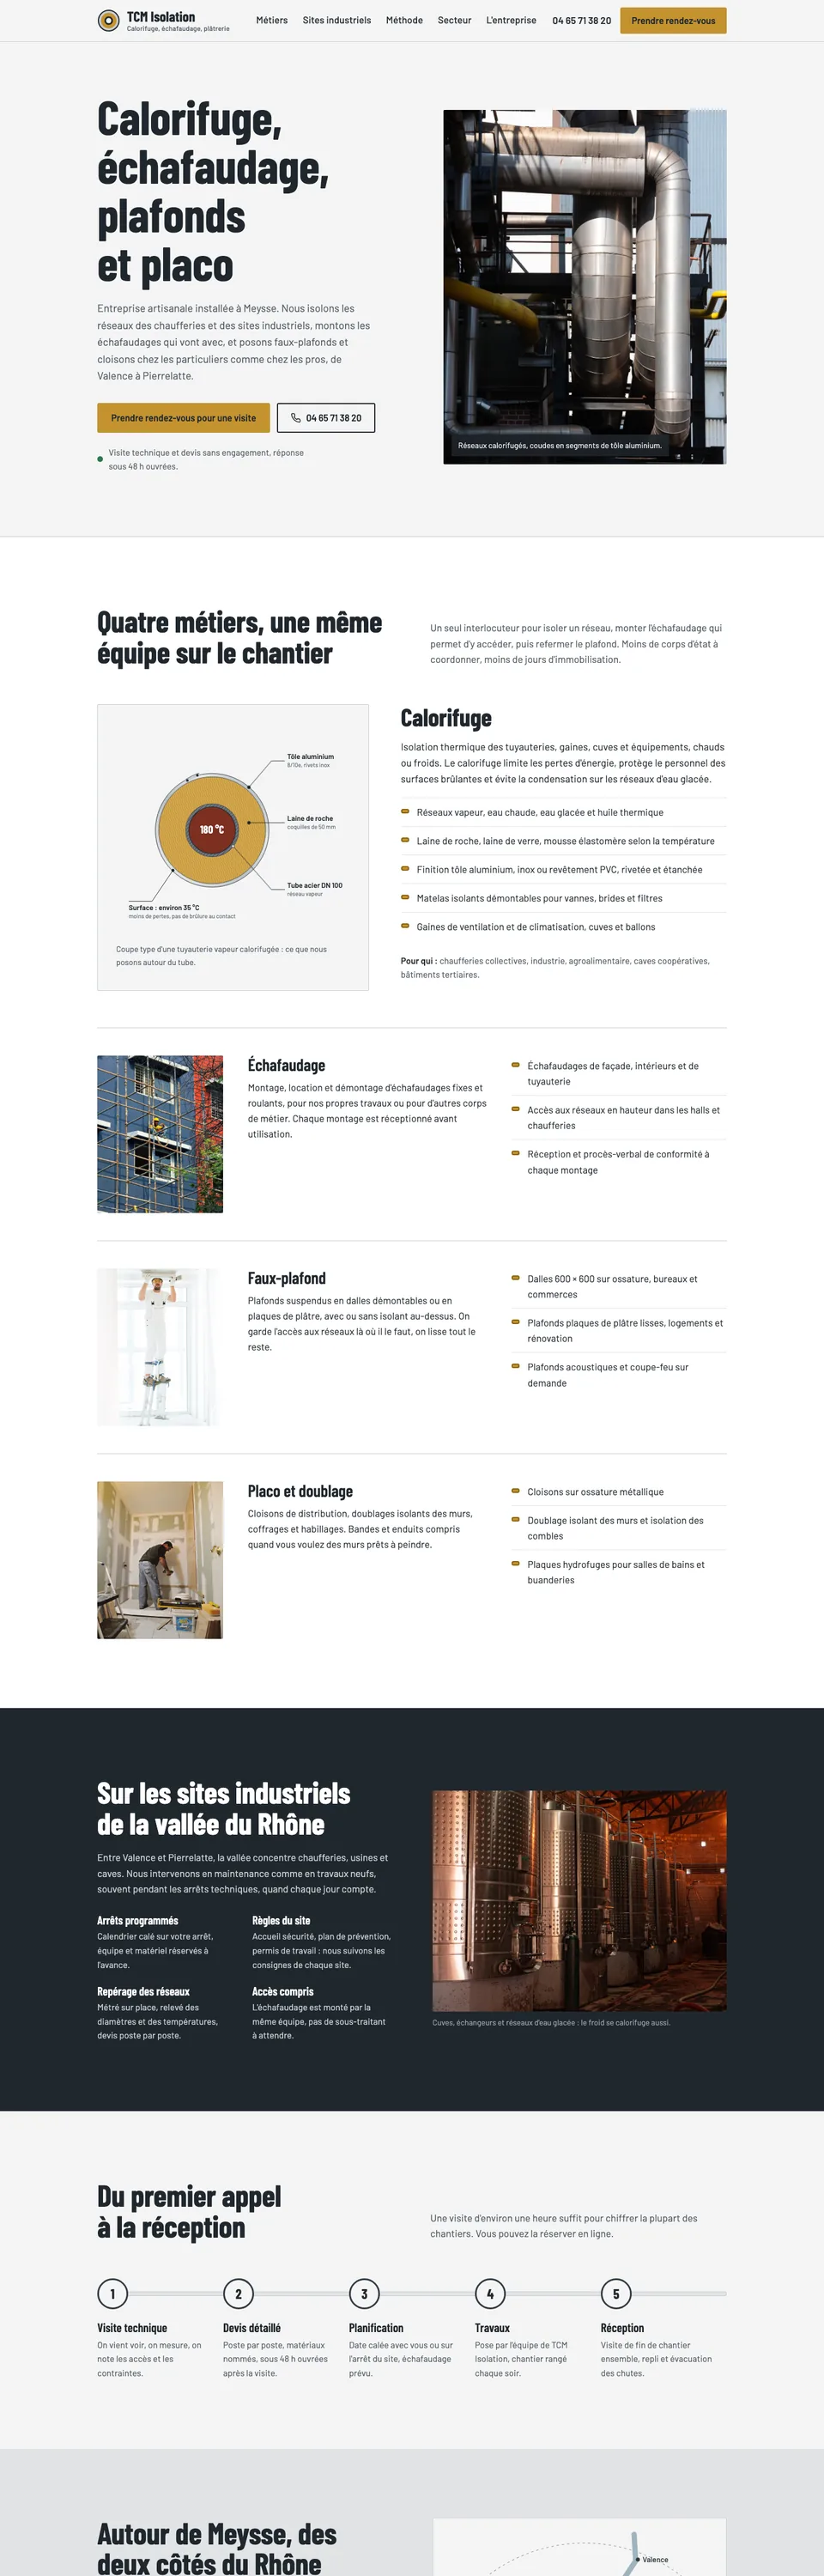 TCM Isolation
Calorifuge, échafaudage, plâtrerie
Métiers
Sites industriels
Méthode
Secteur
L'entreprise
04 65 71 38 20
Prendre rendez-vous
Calorifuge,
échafaudage,
plafonds
et placo
Entreprise artisanale installée à Meysse. Nous isolons les
réseaux des chaufferies et des sites industriels, montons les
échafaudages qui vont avec, et posons faux-plafonds et
cloisons chez les particuliers comme chez les pros, de
Valence à Pierrelatte.
Prendre rendez-vous pour une visite
04 65 71 38 20
Visite technique et devis sans engagement, réponse
sous 48 h ouvrées.
Réseaux calorifugés, coudes en segments de tôle aluminium.
Quatre métiers, une même
équipe sur le chantier
Un seul interlocuteur pour isoler un réseau, monter l'échafaudage qui
permet d'y accéder, puis refermer le plafond. Moins de corps d'état à
coordonner, moins de jours d'immobilisation.
Tôle aluminium
6/10e, rivets inox
Laine de roche
coquilles de 50 mm
180 °C
Tube acier DN 100
réseau vapeur
Surface : environ 35 °C
moins de pertes, pas de brûlure au contact
Coupe type d'une tuyauterie vapeur calorifugée : ce que nous
posons autour du tube.
Calorifuge
Isolation thermique des tuyauteries, gaines, cuves et équipements, chauds
ou froids. Le calorifuge limite les pertes d'énergie, protège le personnel des
surfaces brûlantes et évite la condensation sur les réseaux d'eau glacée.
Réseaux vapeur, eau chaude, eau glacée et huile thermique
Laine de roche, laine de verre, mousse élastomère selon la température
Finition tôle aluminium, inox ou revêtement PVC, rivetée et étanchée
Matelas isolants démontables pour vannes, brides et filtres
Gaines de ventilation et de climatisation, cuves et ballons
Pour qui : chaufferies collectives, industrie, agroalimentaire, caves coopératives,
bâtiments tertiaires.
Échafaudage
Montage, location et démontage d'échafaudages fixes et
roulants, pour nos propres travaux ou pour d'autres corps
de métier. Chaque montage est réceptionné avant
utilisation.
Échafaudages de façade, intérieurs et de
tuyauterie
Accès aux réseaux en hauteur dans les halls et
chaufferies
Réception et procès-verbal de conformité à
chaque montage
Faux-plafond
Plafonds suspendus en dalles démontables ou en
plaques de plâtre, avec ou sans isolant au-dessus. On
garde l'accès aux réseaux là où il le faut, on lisse tout le
reste.
Dalles 600 × 600 sur ossature, bureaux et
commerces
Plafonds plaques de plâtre lisses, logements et
rénovation
Plafonds acoustiques et coupe-feu sur
demande
Placo et doublage
Cloisons de distribution, doublages isolants des murs,
coffrages et habillages. Bandes et enduits compris
quand vous voulez des murs prêts à peindre.
Cloisons sur ossature métallique
Doublage isolant des murs et isolation des
combles
Plaques hydrofuges pour salles de bains et
buanderies
Sur les sites industriels
de la vallée du Rhône
Entre Valence et Pierrelatte, la vallée concentre chaufferies, usines et
caves. Nous intervenons en maintenance comme en travaux neufs,
souvent pendant les arrêts techniques, quand chaque jour compte.
Arrêts programmés
Calendrier calé sur votre arrêt,
équipe et matériel réservés à
l'avance.
Règles du site
Accueil sécurité, plan de prévention,
permis de travail : nous suivons les
consignes de chaque site.
Repérage des réseaux
Métré sur place, relevé des
diamètres et des températures,
devis poste par poste.
Accès compris
L'échafaudage est monté par la
même équipe, pas de sous-traitant
à attendre.
Cuves, échangeurs et réseaux d'eau glacée : le froid se calorifuge aussi.
Du premier appel
à la réception
Une visite d'environ une heure suffit pour chiffrer la plupart des
chantiers. Vous pouvez la réserver en ligne.
1
2
3
4
5
Visite technique
On vient voir, on mesure, on
note les accès et les
contraintes.
Devis détaillé
Poste par poste, matériaux
nommés, sous 48 h ouvrées
après la visite.
Planification
Date calée avec vous ou sur
l'arrêt du site, échafaudage
prévu.
Travaux
Pose par l'équipe de TCM
Isolation, chantier rangé
chaque soir.
Réception
Visite de fin de chantier
ensemble, repli et évacuation
des chutes.
Autour de Meysse, des
deux côtés du Rhône
Valence